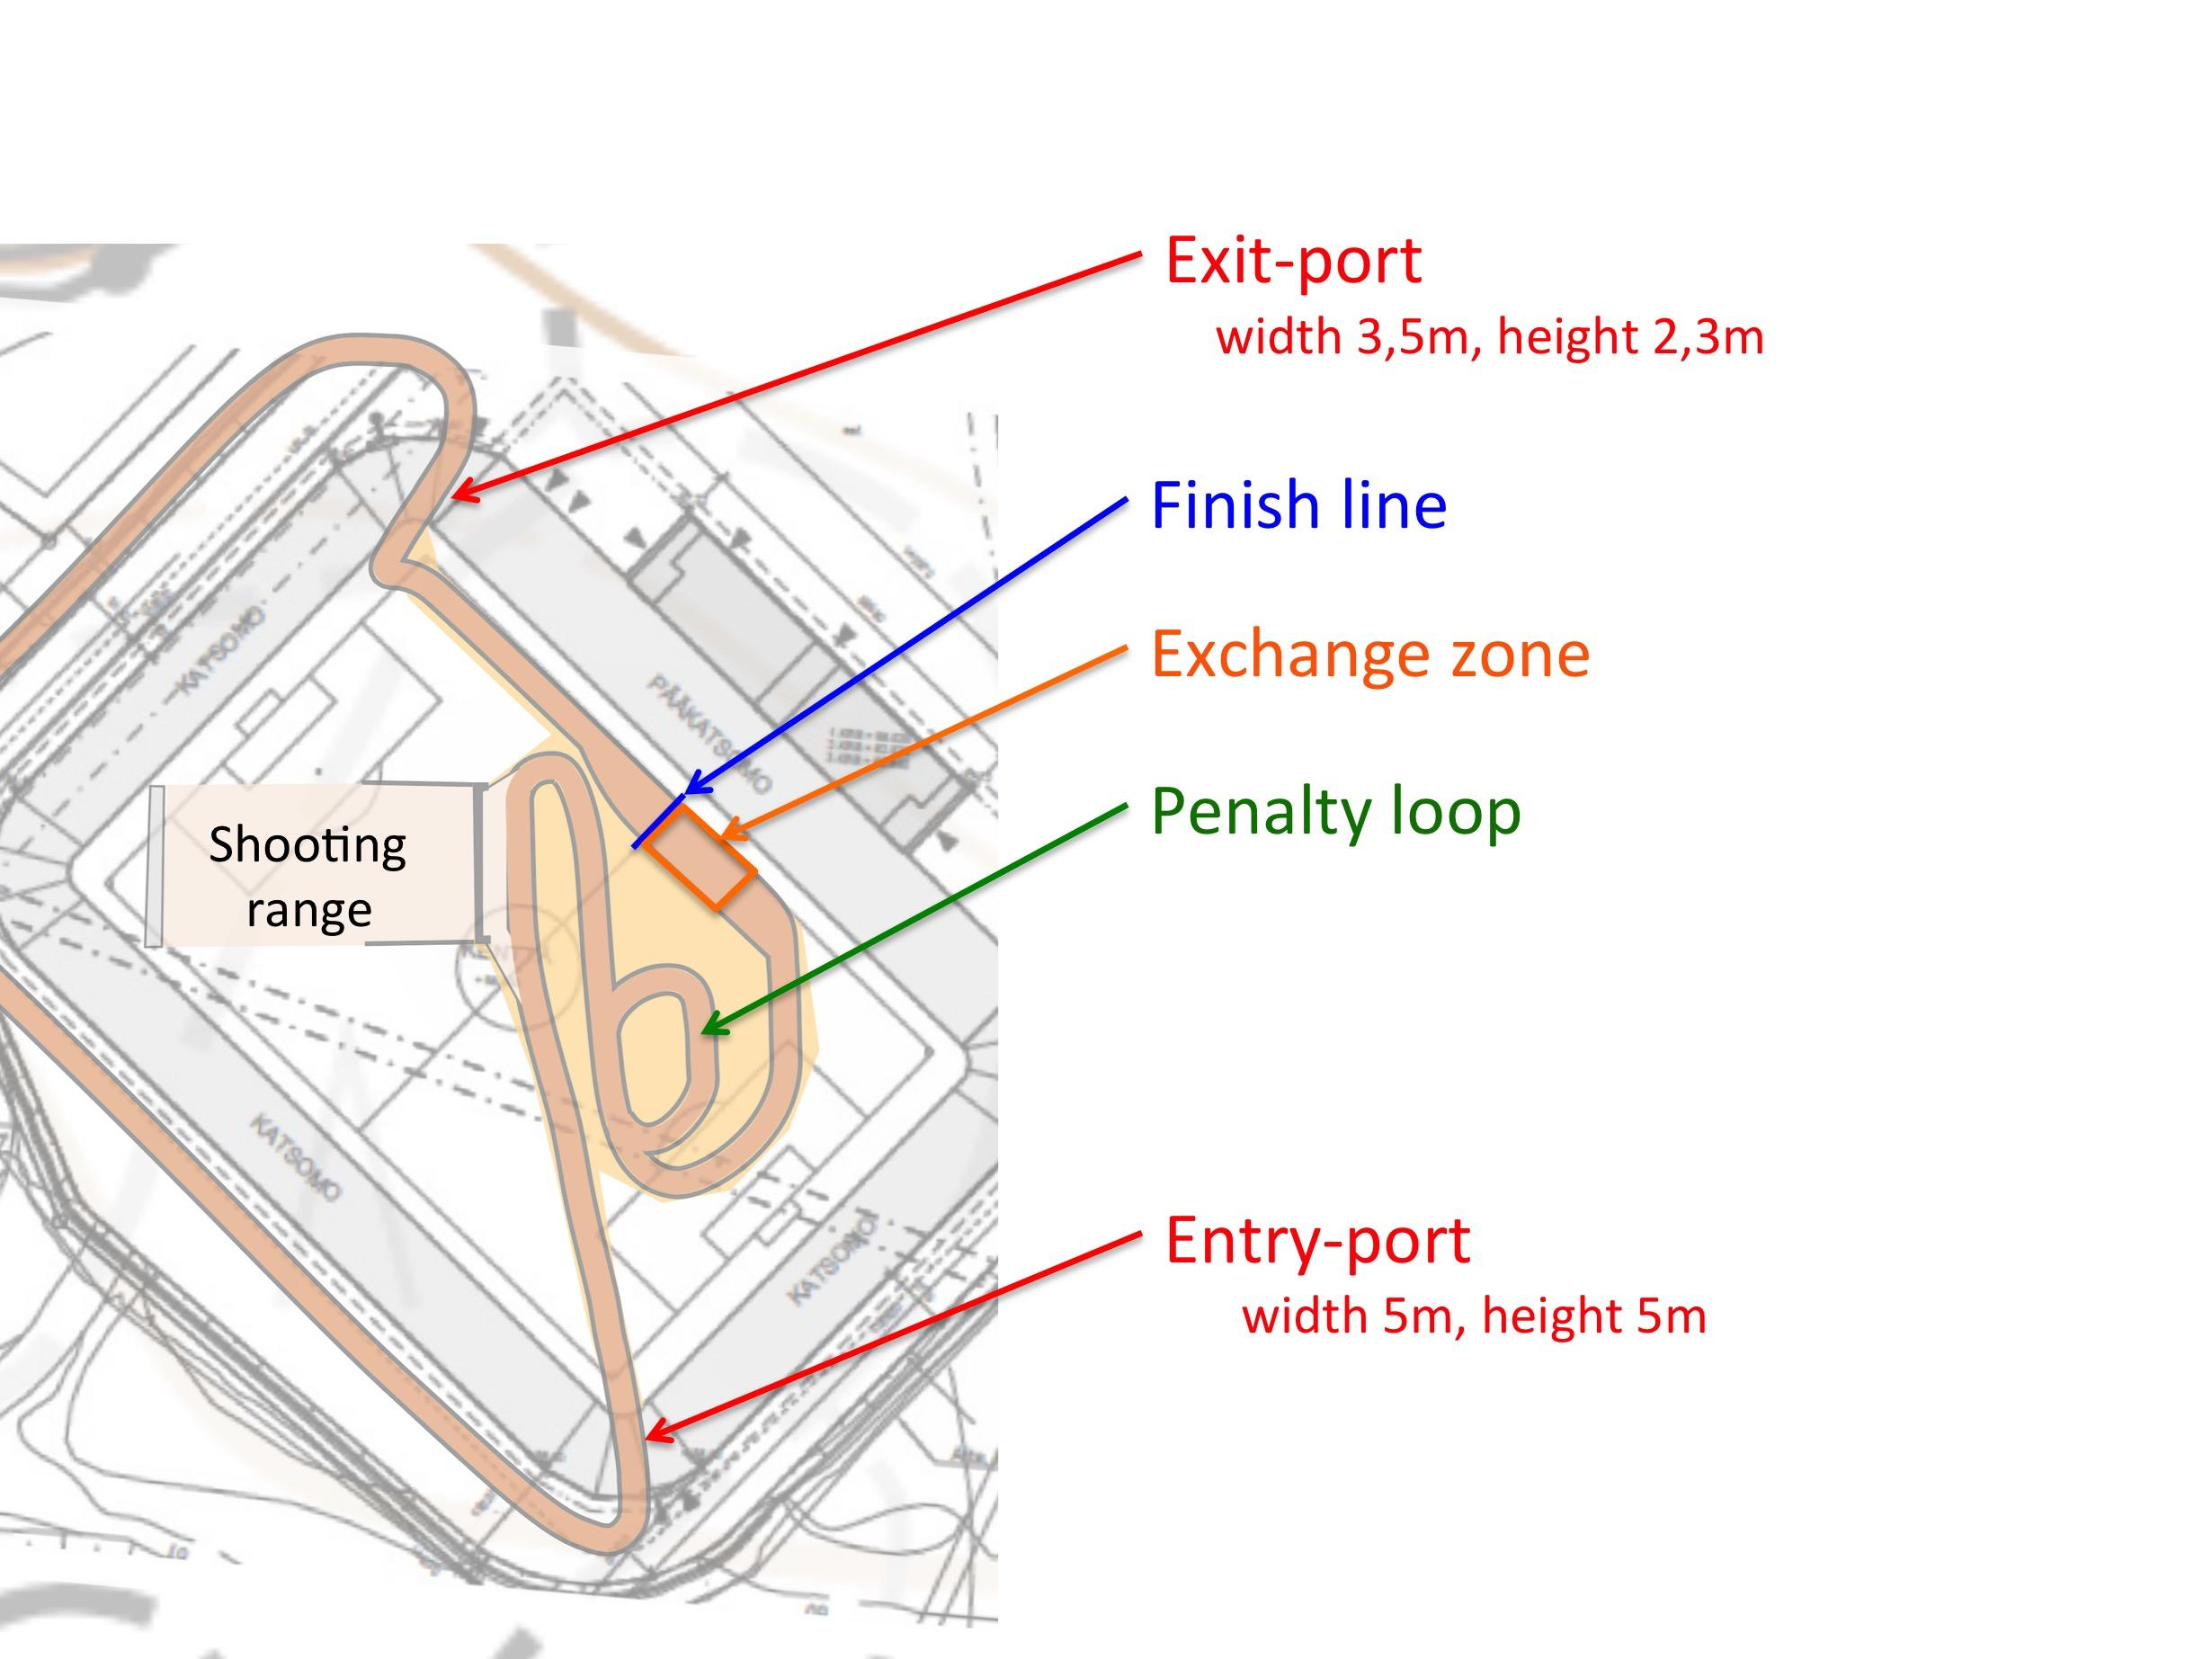 Exit-port
width 3,5m, height 2,3m
Finish line
Exchange zone
Penalty loop
Entry-port
width 5m, height 5m
Shooting
range
KATSOMO
PÄÄKATSOMO
KATSOMO
KATSOMO
KENTTÄ